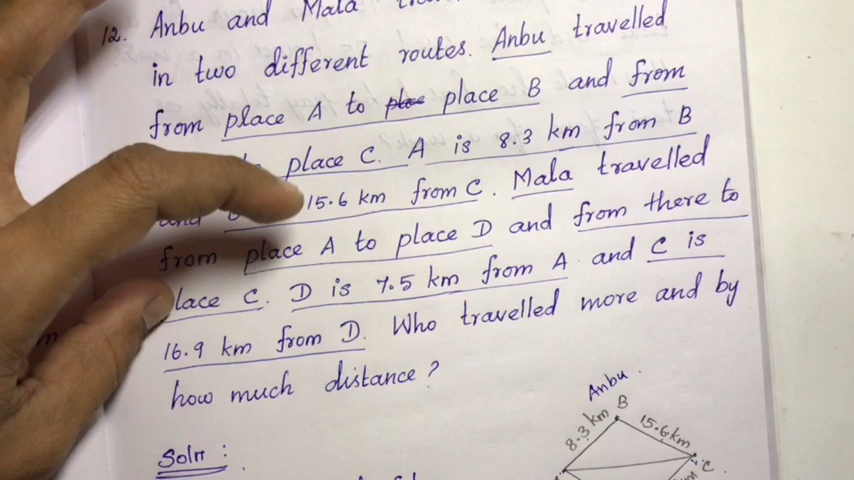 12. Anbu and Mala
in two different routes. Anbu travelled
from place A to place place B and from
place C. A is 8.3 km from B
and 15.6 km from C. Mala travelled
from place A to place D and from there to
lace C. D is 7.5 km from A and C is
16.9 km from D. Who travelled more and by
how much distance?
Anbu.
B
8.3 km
15.6 km
C
Soln :